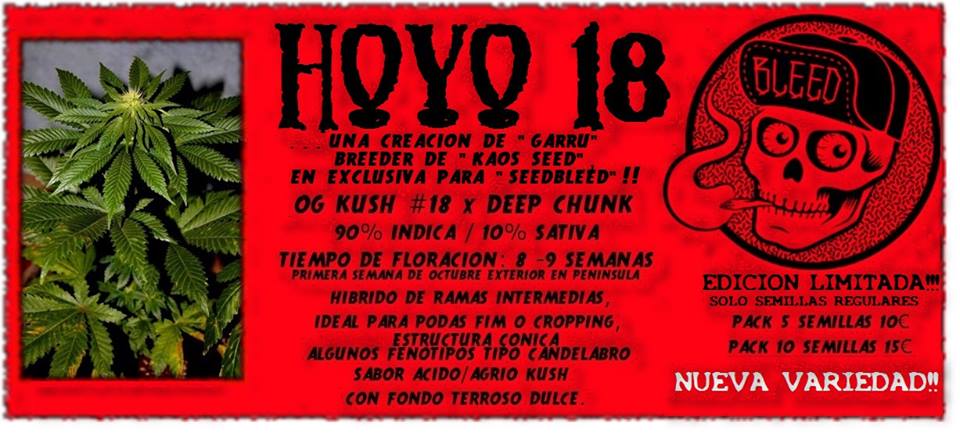 HOYO 18
UNA CREACION DE "GARRU"
BREEDER DE "KAOS SEED"
EN EXCLUSIVA PARA "SEEDBLEED"!!
OG KUSH #18 x DEEP CHUNK
90% INDICA / 10% SATIVA
TIEMPO DE FLORACION: 8 -9 SEMANAS
PRIMERA SEMANA DE OCTUBRE EXTERIOR EN PENINSULA
HIBRIDO DE RAMAS INTERMEDIAS,
IDEAL PARA PODAS FIM O CROPPING,
ESTRUCTURA CONICA
ALGUNOS FENOTIPOS TIPO CANDELABRO
SABOR ACIDO/AGRIO KUSH
CON FONDO TERROSO DULCE.
BLEED
EDICION LIMITADA!!!
SOLO SEMILLAS REGULARES
PACK 5 SEMILLAS 10€
PACK 10 SEMILLAS 15€
NUEVA VARIEDAD!!